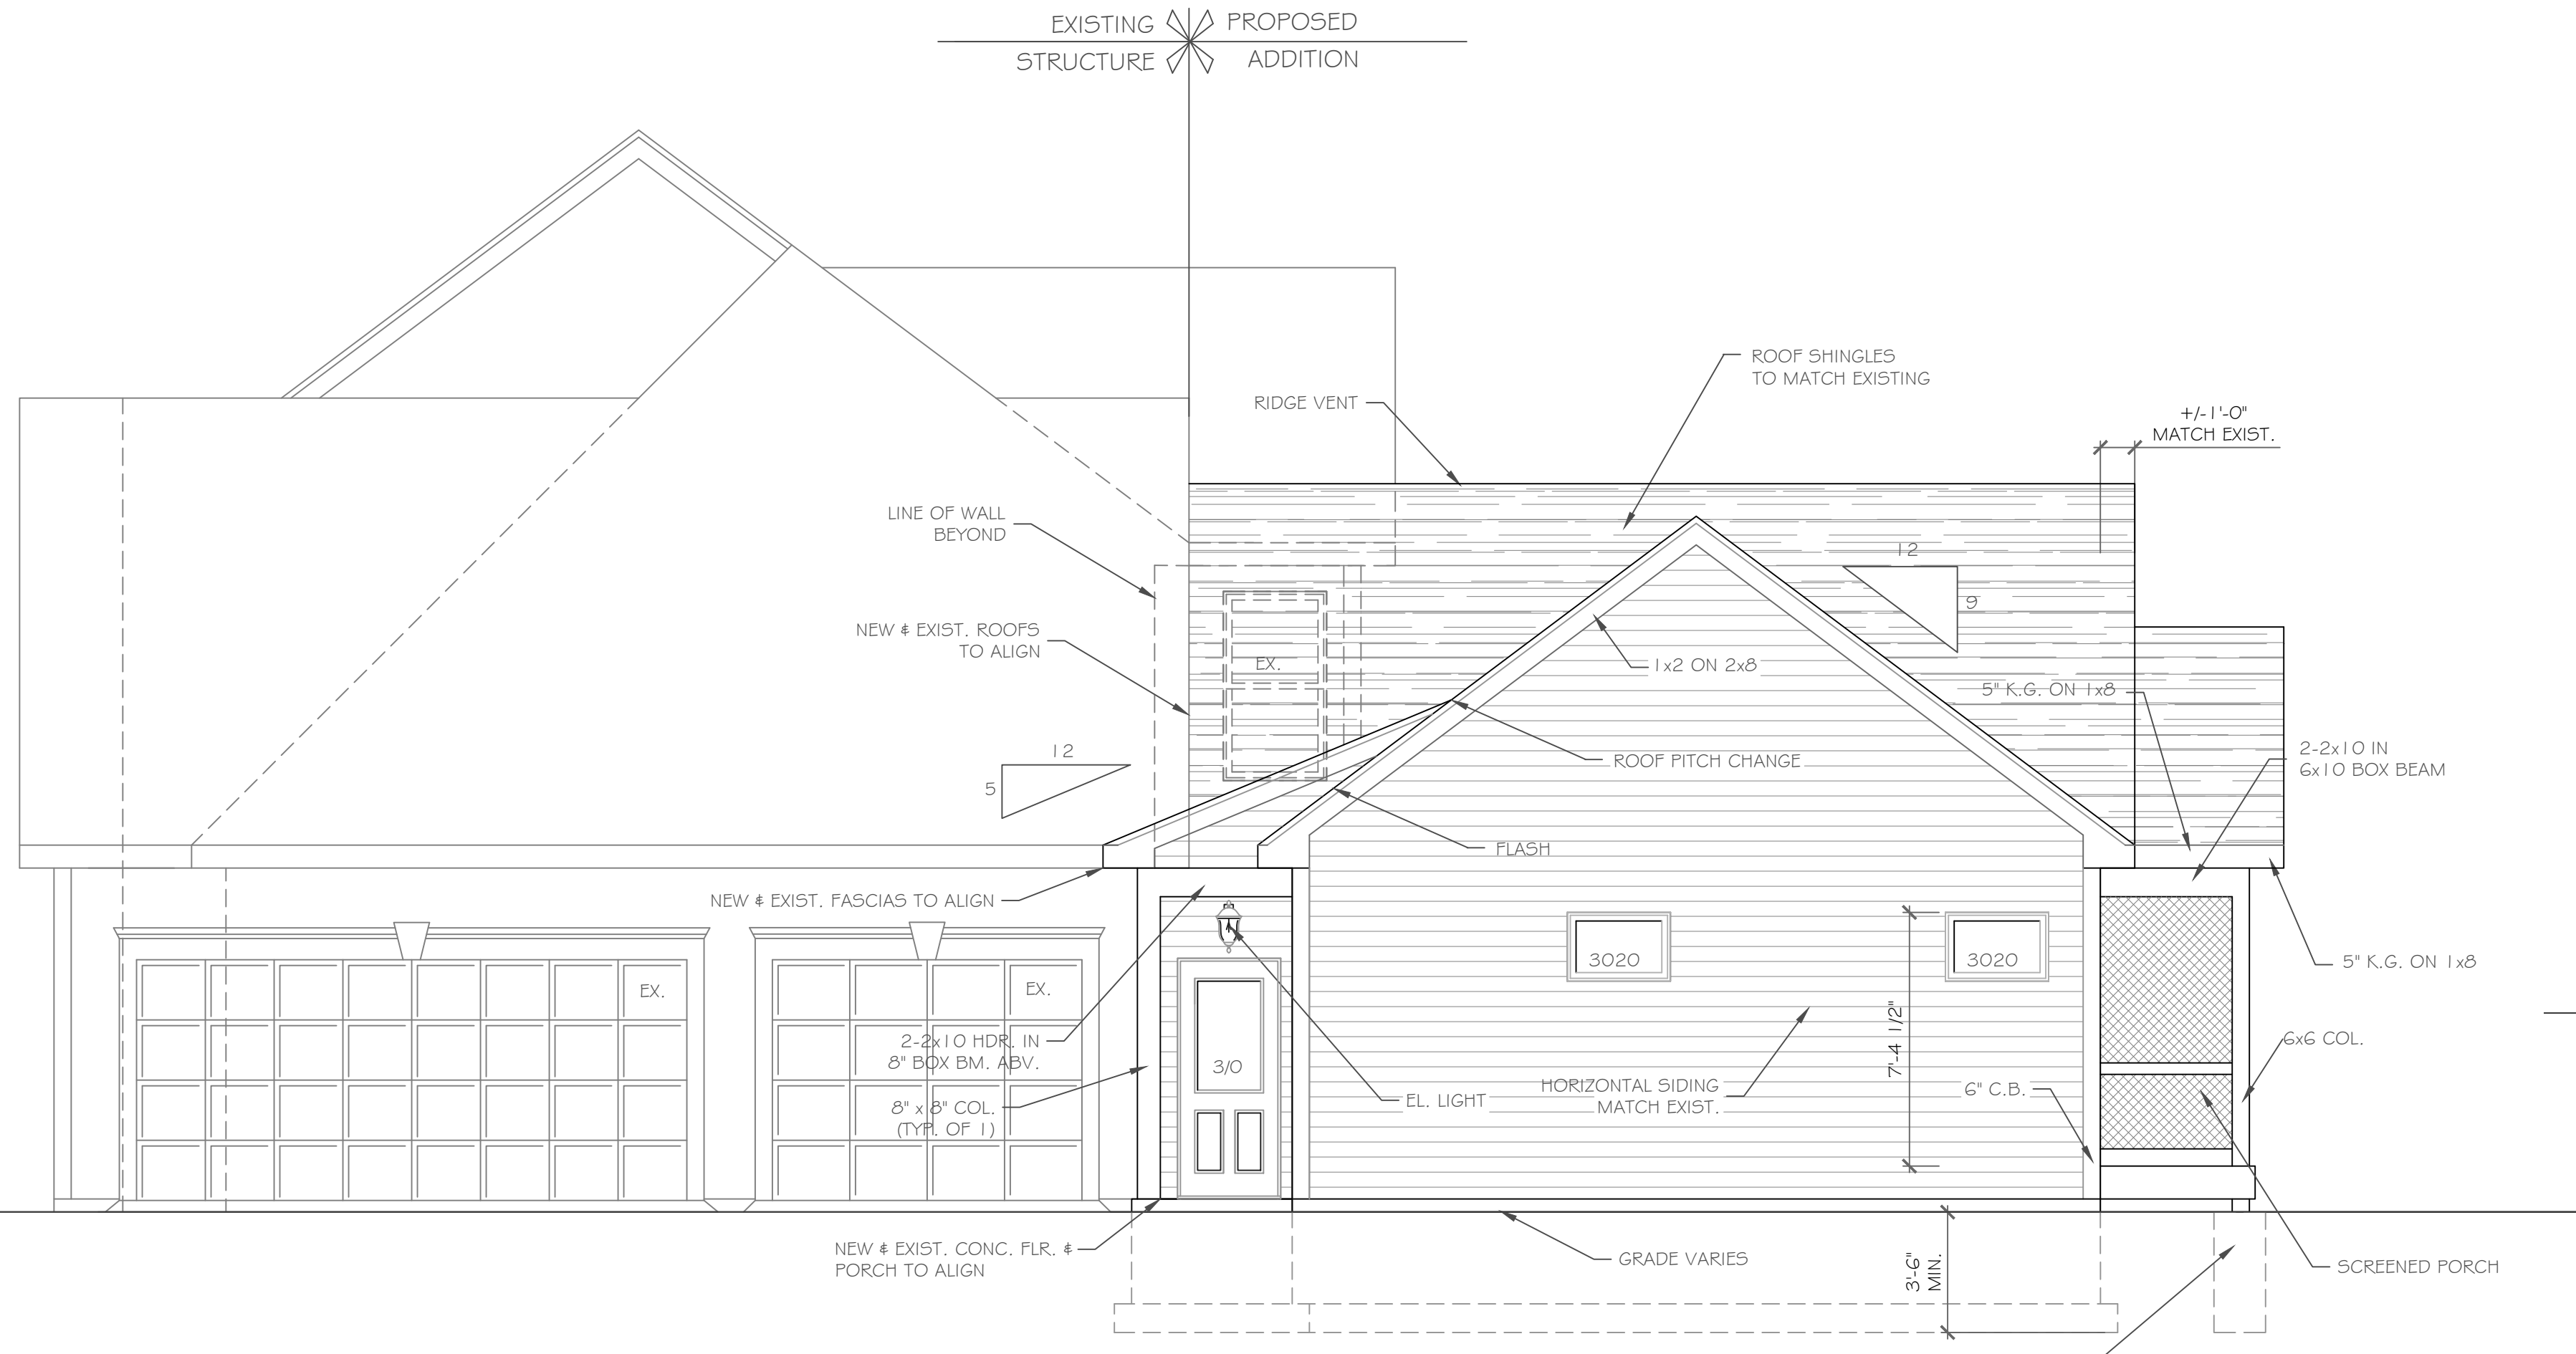 EXISTING PROPOSED
STRUCTURE ADDITION
ROOF SHINGLES
TO MATCH EXISTING
RIDGE VENT
+/-1'-0"
MATCH EXIST.
LINE OF WALL
BEYOND
12
9
NEW & EXIST. ROOFS
TO ALIGN
EX.
1x2 ON 2x8
5" K.G. ON 1x8
12
5
ROOF PITCH CHANGE
2-2x10 IN
6x10 BOX BEAM
FLASH
NEW & EXIST. FASCIAS TO ALIGN
3020
3020
5" K.G. ON 1x8
EX.
EX.
2-2x10 HDR. IN
8" BOX BM. ABV.
3/0
7'-4 1/2"
6x6 COL.
8" x 8" COL.
(TYP. OF 1)
EL. LIGHT
HORIZONTAL SIDING
MATCH EXIST.
6" C.B.
NEW & EXIST. CONC. FLR. &
PORCH TO ALIGN
GRADE VARIES
3'-6"
MIN.
SCREENED PORCH